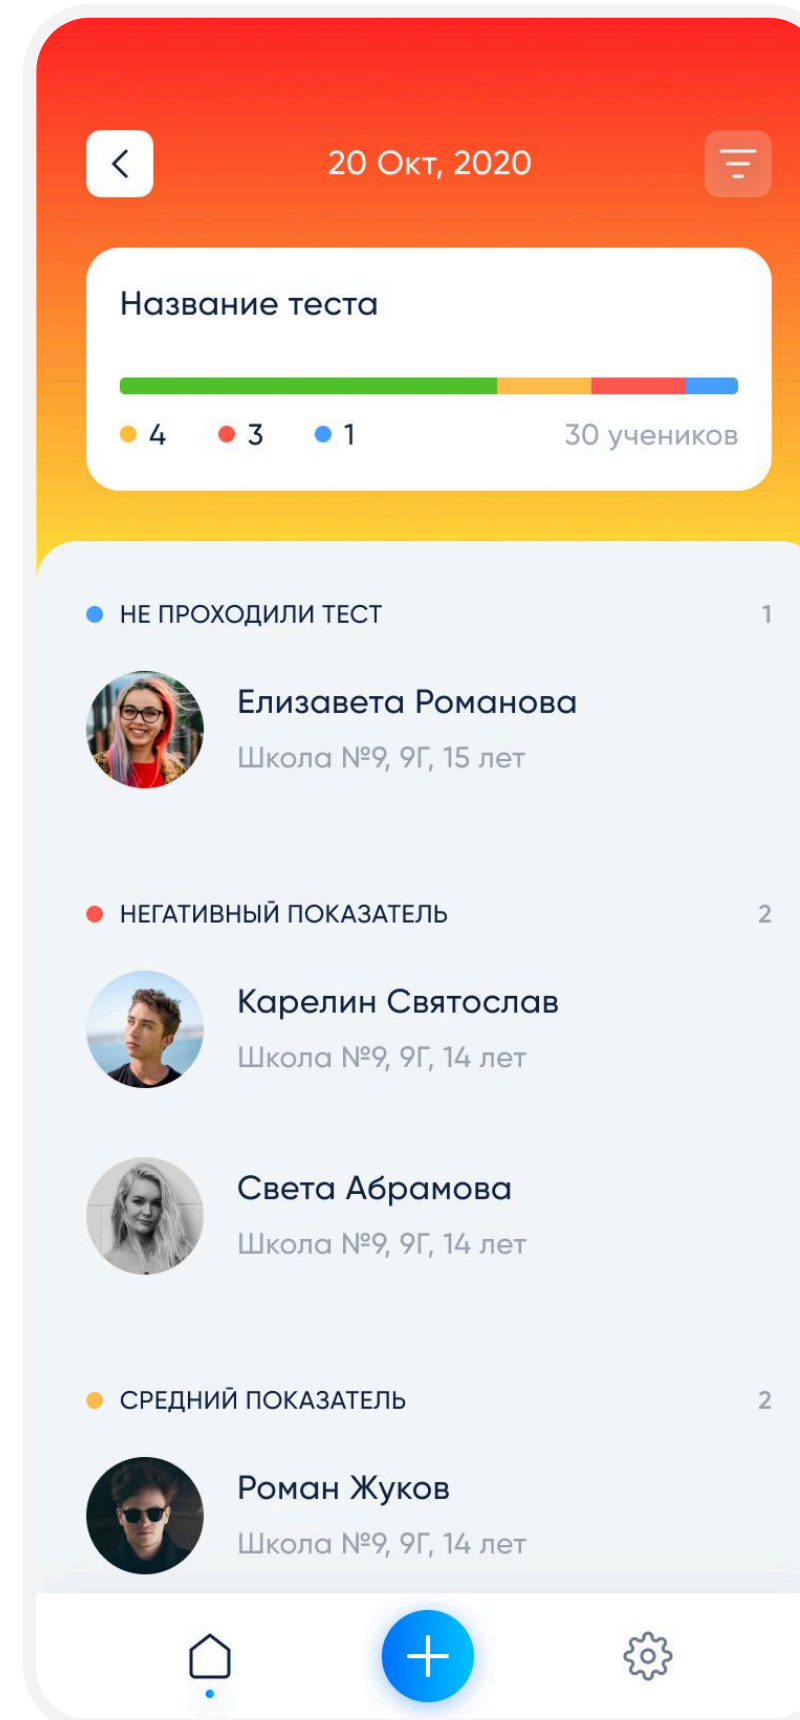 20 Окт, 2020
Название теста
4 3 1 30 учеников
НЕ ПРОХОДИЛИ ТЕСТ 1
Елизавета Романова
Школа №9, 9Г, 15 лет
НЕГАТИВНЫЙ ПОКАЗАТЕЛЬ 2
Карелин Святослав
Школа №9, 9Г, 14 лет
Света Абрамова
Школа №9, 9Г, 14 лет
СРЕДНИЙ ПОКАЗАТЕЛЬ 2
Роман Жуков
Школа №9, 9Г, 14 лет